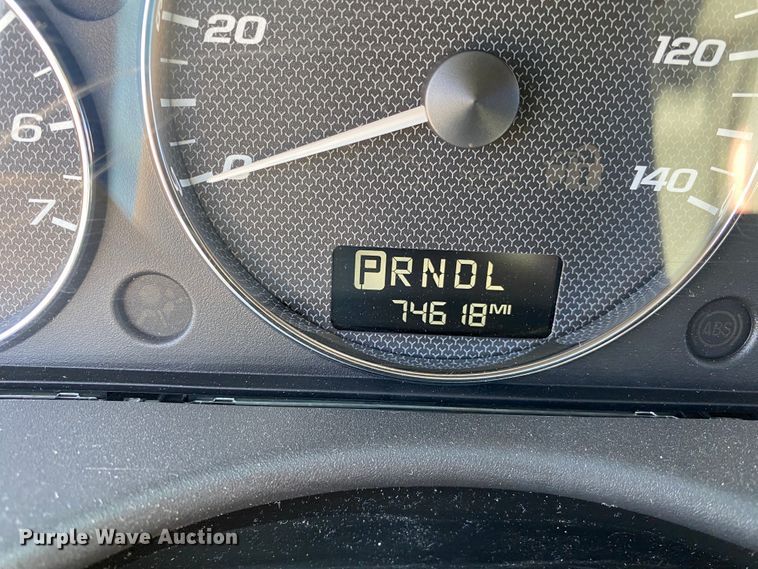 20
120
6
0
140
7
PRNDL
74618MI
ABS
Purple Wave Auction